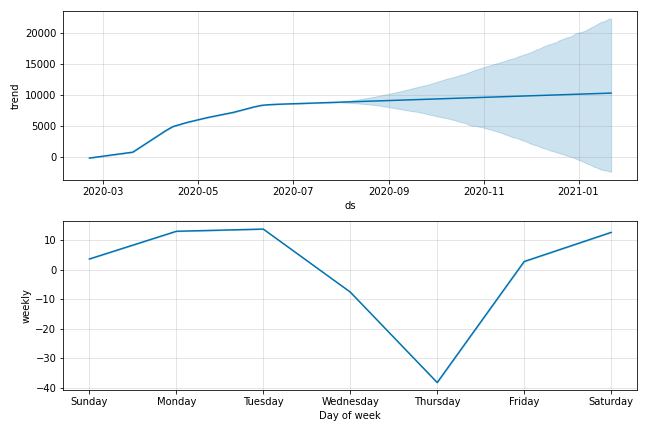 20000
15000
10000
5000
0
trend
2020-03 2020-05 2020-07 2020-09 2020-11 2021-01
ds
10
0
−10
−20
−30
−40
weekly
Sunday Monday Tuesday Wednesday Thursday Friday Saturday
Day of week